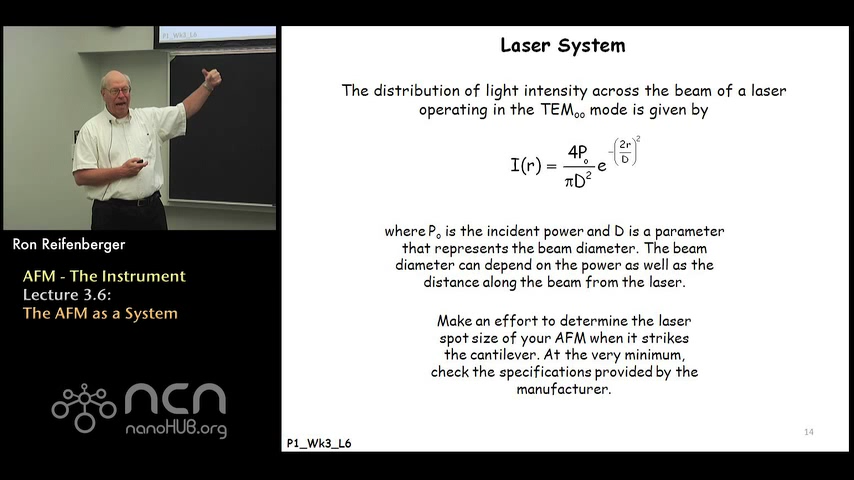 P1_Wk3_L6
Ron Reifenberger
AFM - The Instrument
Lecture 3.6:
The AFM as a System
ncn
nanoHUB.org
Laser System
The distribution of light intensity across the beam of a laser
operating in the TEM₀₀ mode is given by
I(r) = 4P₀/πD² e^-(2r/D)²
where P₀ is the incident power and D is a parameter
that represents the beam diameter. The beam
diameter can depend on the power as well as the
distance along the beam from the laser.
Make an effort to determine the laser
spot size of your AFM when it strikes
the cantilever. At the very minimum,
check the specifications provided by the
manufacturer.
14
P1_Wk3_L6